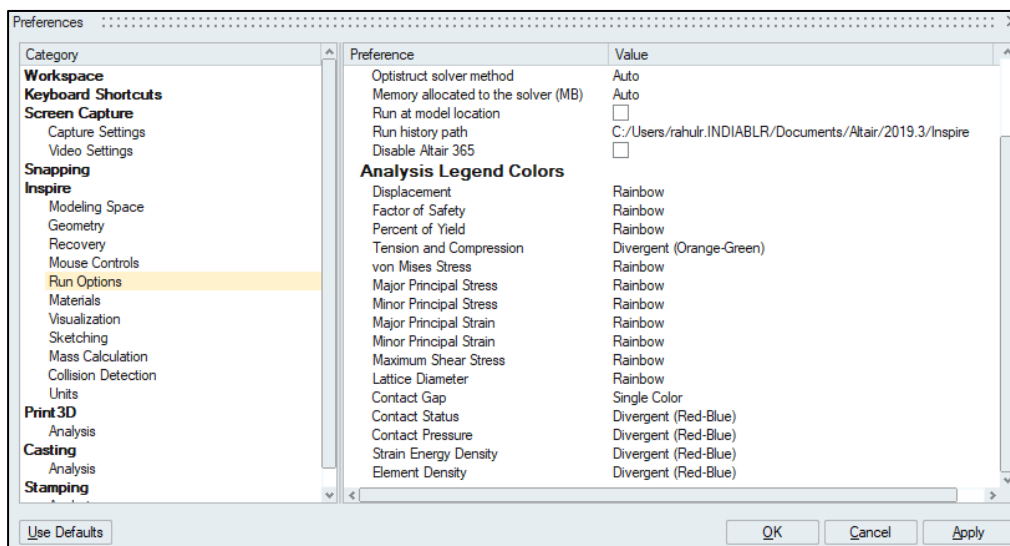 Preferences
Category
Workspace
Keyboard Shortcuts
Screen Capture
Capture Settings
Video Settings
Snapping
Inspire
Modeling Space
Geometry
Recovery
Mouse Controls
Run Options
Materials
Visualization
Sketching
Mass Calculation
Collision Detection
Units
Print3D
Analysis
Casting
Analysis
Stamping
Preference Value
Optistruct solver method Auto
Memory allocated to the solver (MB) Auto
Run at model location
Run history path C:/Users/rahulr.INDIABLR/Documents/Altair/2019.3/Inspire
Disable Altair 365
Analysis Legend Colors
Displacement Rainbow
Factor of Safety Rainbow
Percent of Yield Rainbow
Tension and Compression Divergent (Orange-Green)
von Mises Stress Rainbow
Major Principal Stress Rainbow
Minor Principal Stress Rainbow
Major Principal Strain Rainbow
Minor Principal Strain Rainbow
Maximum Shear Stress Rainbow
Lattice Diameter Rainbow
Contact Gap Single Color
Contact Status Divergent (Red-Blue)
Contact Pressure Divergent (Red-Blue)
Strain Energy Density Divergent (Red-Blue)
Element Density Divergent (Red-Blue)
Use Defaults OK Cancel Apply